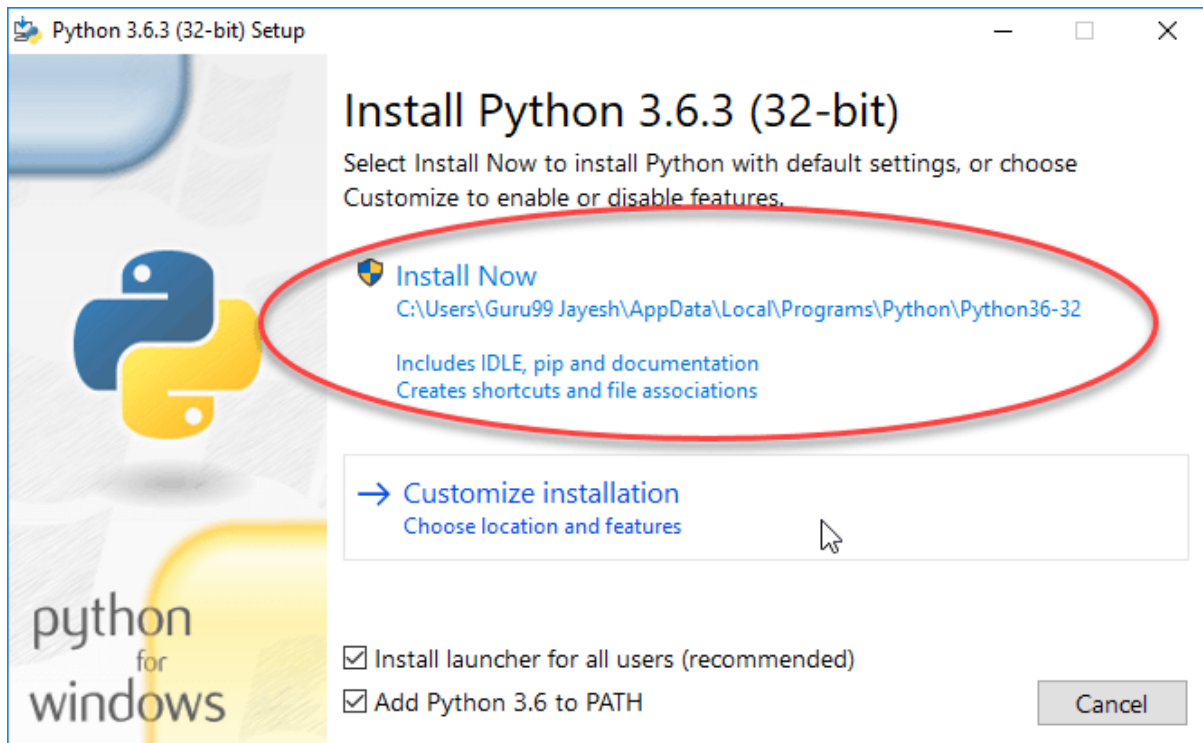 Python 3.6.3 (32-bit) Setup
Install Python 3.6.3 (32-bit)
Select Install Now to install Python with default settings, or choose
Customize to enable or disable features.
Install Now
C:\Users\Guru99 Jayesh\AppData\Local\Programs\Python\Python36-32
Includes IDLE, pip and documentation
Creates shortcuts and file associations
Customize installation
Choose location and features
python
for
windows
Install launcher for all users (recommended)
Add Python 3.6 to PATH
Cancel